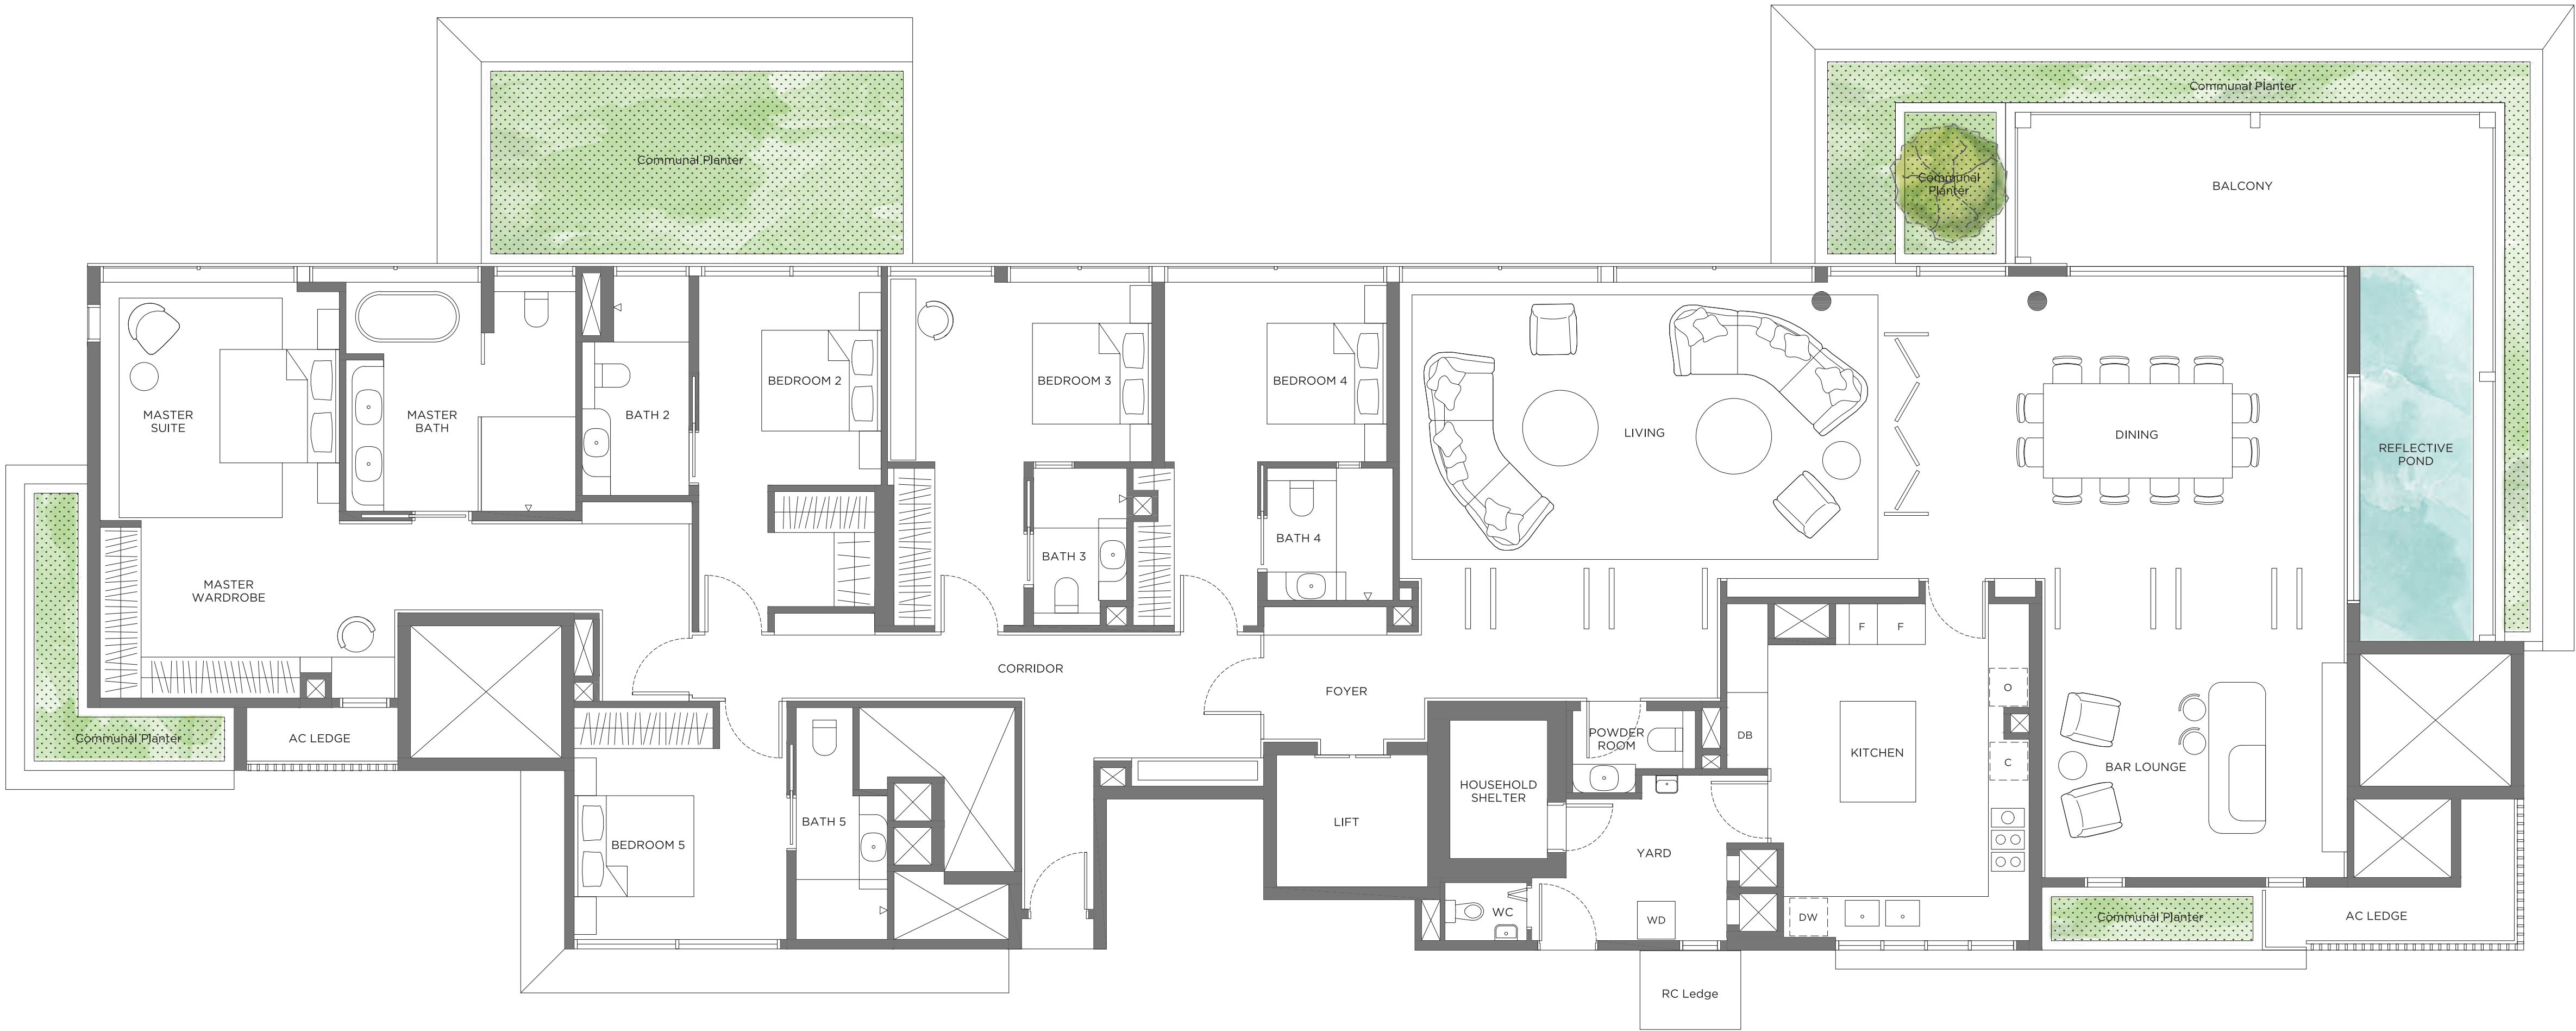 Communal Planter
Communal Planter
Communal
Planter
Communal Planter
BALCONY
MASTER
SUITE
MASTER
BATH
BATH 2
BEDROOM 2
BEDROOM 3
BEDROOM 4
LIVING
DINING
REFLECTIVE
POND
BATH 3
BATH 4
MASTER
WARDROBE
CORRIDOR
FOYER
F
F
O
Communal Planter
AC LEDGE
POWDER
ROOM
DB
KITCHEN
C
BAR LOUNGE
HOUSEHOLD
SHELTER
BEDROOM 5
BATH 5
LIFT
YARD
WC
WD
DW
Communal Planter
AC LEDGE
RC Ledge